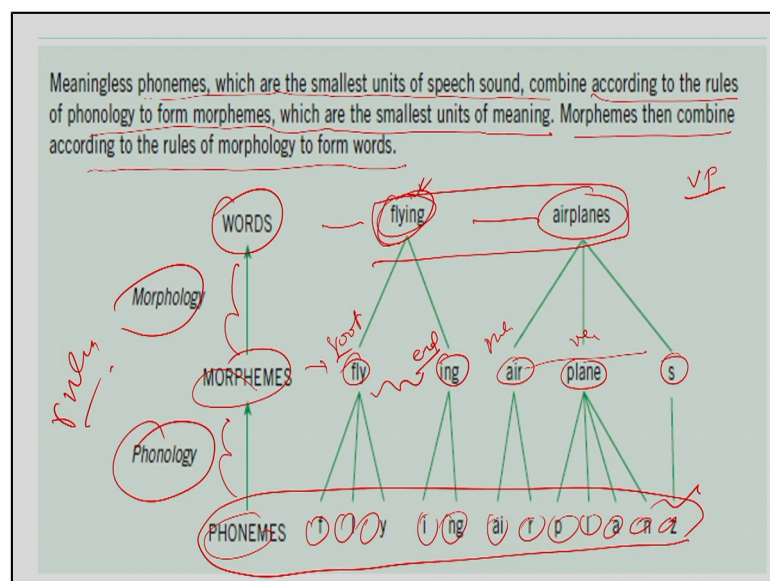 Meaningless phonemes, which are the smallest units of speech sound, combine according to the rules
of phonology to form morphemes, which are the smallest units of meaning. Morphemes then combine
according to the rules of morphology to form words.
VP
WORDS flying airplanes
Morphology
root
MORPHEMES fly ing air plane s
rules
Phonology
PHONEMES f l y i ng ai r p l a n z